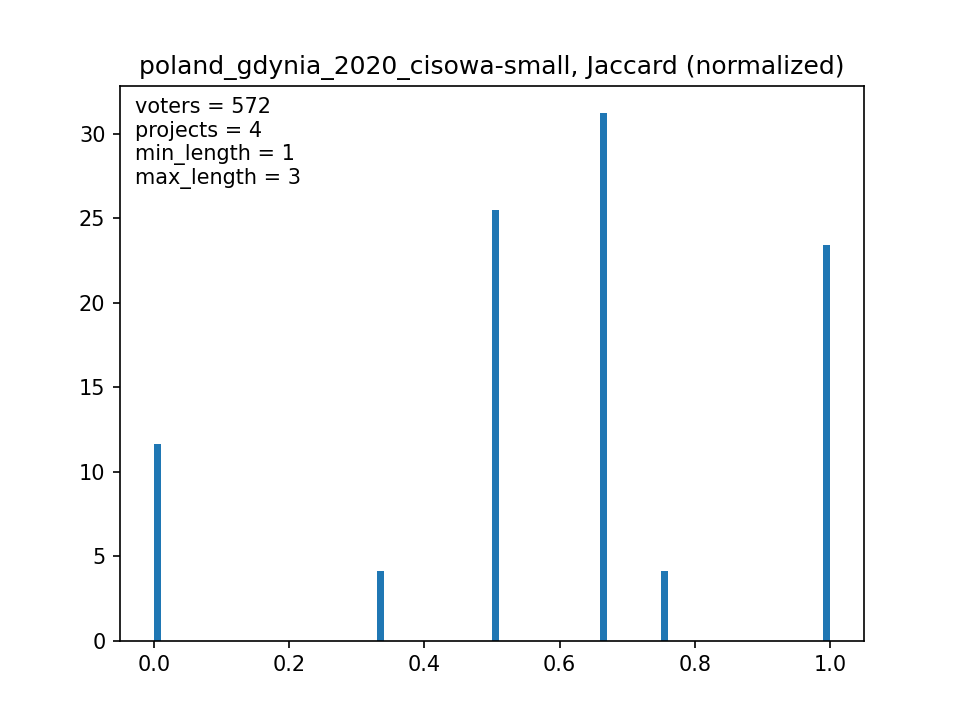 poland_gdynia_2020_cisowa-small, Jaccard (normalized)
voters = 572
projects = 4
min_length = 1
max_length = 3
30
25
20
15
10
5
0
0.0 0.2 0.4 0.6 0.8 1.0